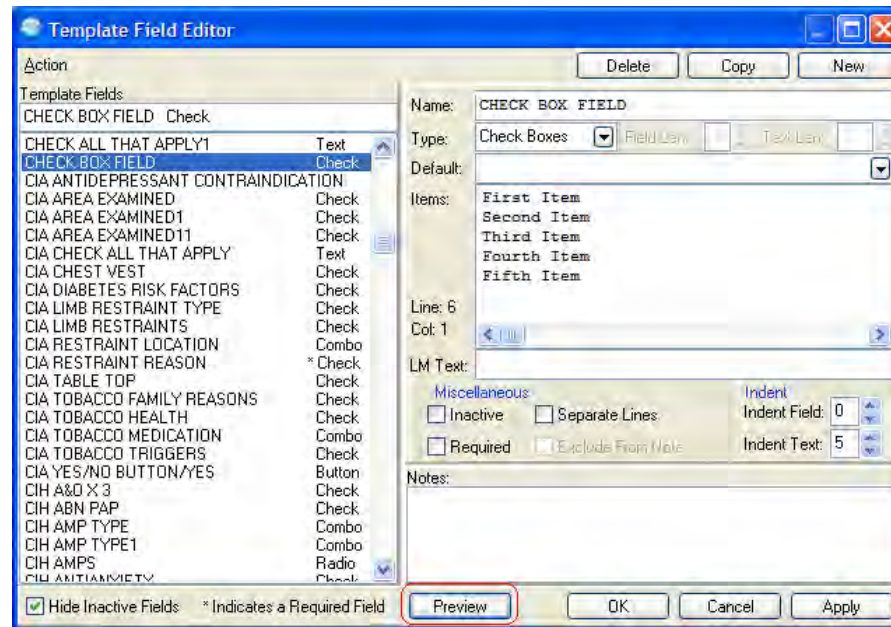 Template Field Editor
Action
Delete Copy New
Template Fields
CHECK BOX FIELD Check
CHECK ALL THAT APPLY1 Text
CHECK BOX FIELD Check
CIA ANTIDEPRESSANT CONTRAINDICATION
CIA AREA EXAMINED Check
CIA AREA EXAMINED1 Check
CIA AREA EXAMINED11 Check
CIA CHECK ALL THAT APPLY Text
CIA CHEST VEST Check
CIA DIABETES RISK FACTORS Check
CIA LIMB RESTRAINT TYPE Check
CIA LIMB RESTRAINTS Check
CIA RESTRAINT LOCATION Combo
CIA RESTRAINT REASON * Check
CIA TABLE TOP Check
CIA TOBACCO FAMILY REASONS Check
CIA TOBACCO HEALTH Check
CIA TOBACCO MEDICATION Combo
CIA TOBACCO TRIGGERS Check
CIA YES/NO BUTTON/YES Button
CIH A&O X 3 Check
CIH ABN PAP Check
CIH AMP TYPE Combo
CIH AMP TYPE1 Combo
CIH AMPS Radio
CIH ANTIANXIETY Check
Name: CHECK BOX FIELD
Type: Check Boxes Field Len: Text Len:
Default:
Items: First Item
Second Item
Third Item
Fourth Item
Fifth Item
Line: 6
Col: 1
LM Text:
Miscellaneous Indent
Inactive Separate Lines Indent Field: 0
Required Exclude From Note Indent Text: 5
Notes:
Hide Inactive Fields * Indicates a Required Field Preview OK Cancel Apply